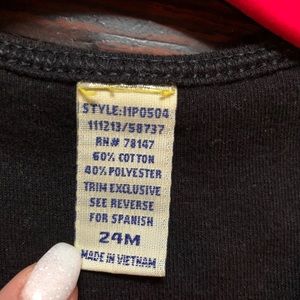 STYLE:11P0504
111213/58737
RN# 78147
60% COTTON
40% POLYESTER
TRIM EXCLUSIVE
SEE REVERSE
FOR SPANISH
24M
MADE IN VIETNAM